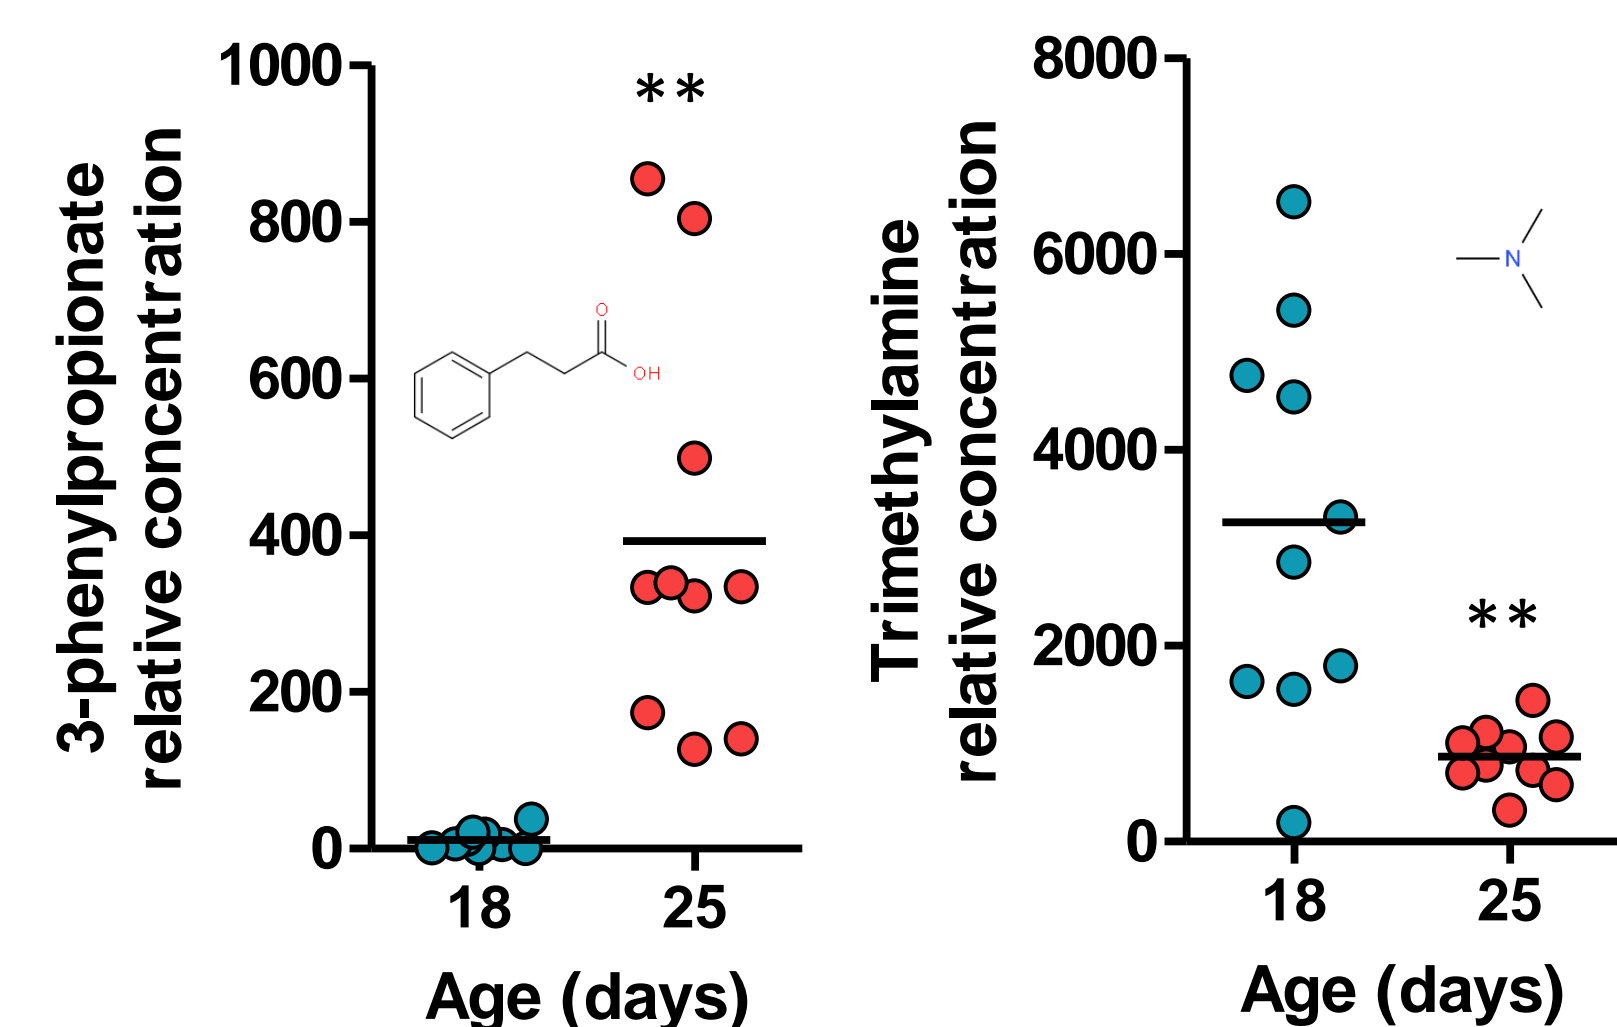 3-phenylpropionate
relative concentration
1000
800
600
400
200
0
**
O
OH
18
25
Age (days)
Trimethylamine
relative concentration
8000
6000
4000
2000
0
N
**
18
25
Age (days)